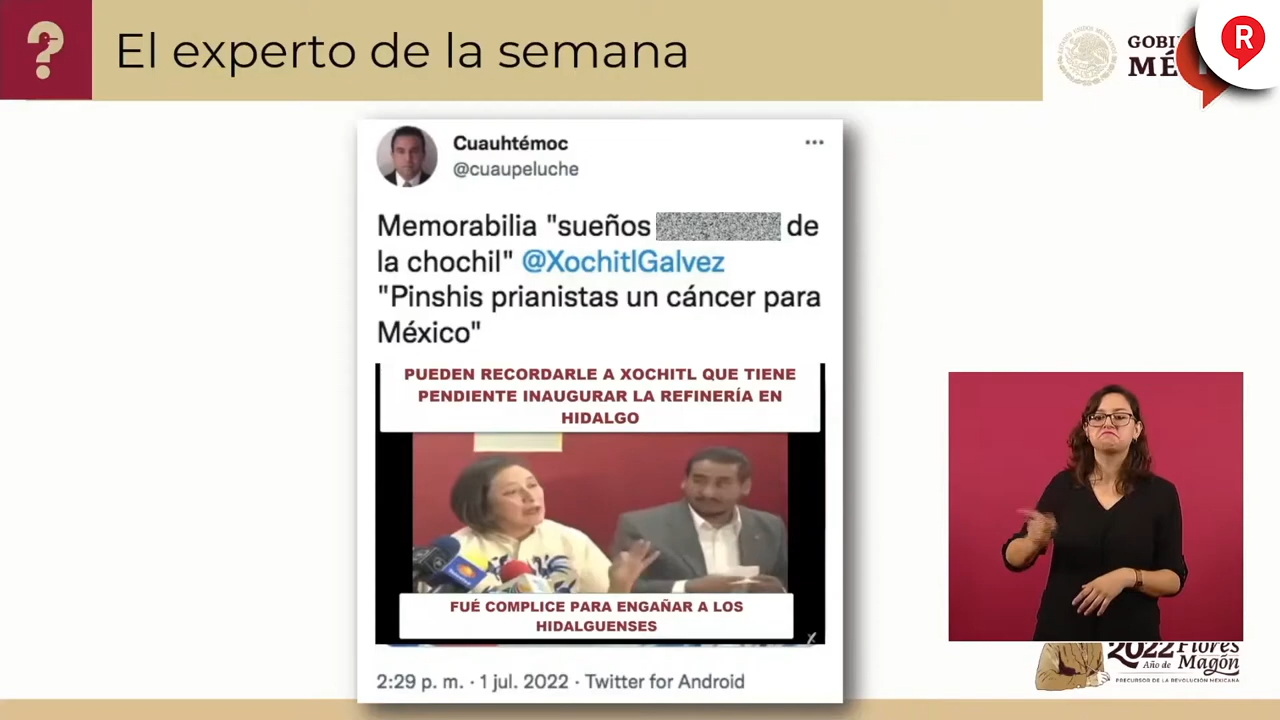 El experto de la semana
R
Cuauhtémoc
@cuaupeluche
Memorabilia "sueños de
la chochil" @XochitlGalvez
"Pinshis prianistas un cáncer para
México"
PUEDEN RECORDARLE A XOCHITL QUE TIENE
PENDIENTE INAUGURAR LA REFINERÍA EN
HIDALGO
FUÉ COMPLICE PARA ENGAÑAR A LOS
HIDALGUENSES
2:29 p. m. · 1 jul. 2022 · Twitter for Android
2022 Flores
Año de Magón
PRECURSOR DE LA REVOLUCIÓN MEXICANA